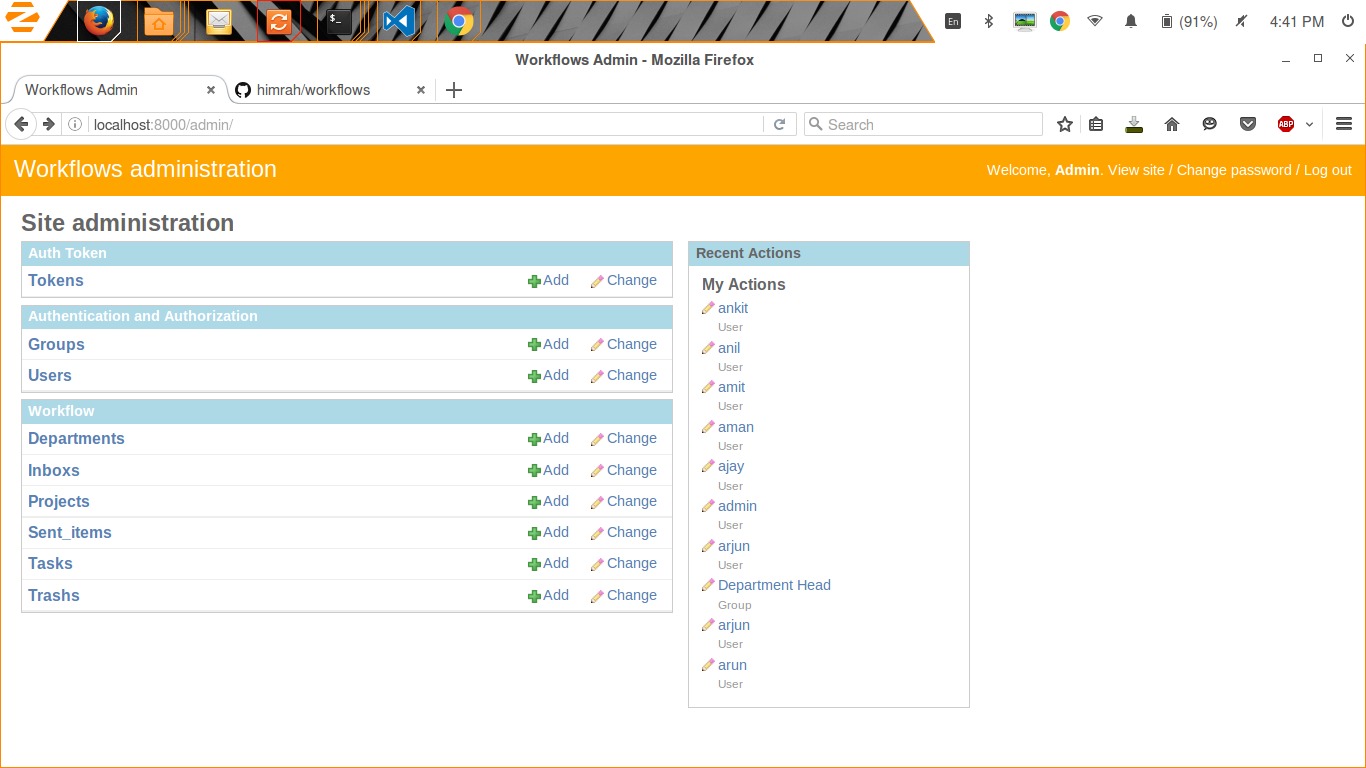 En (91%) 4:41 PM
Workflows Admin - Mozilla Firefox
Workflows Admin himrah/workflows
localhost:8000/admin/ Search ABP
Workflows administration Welcome, Admin. View site / Change password / Log out
Site administration
Auth Token
Tokens Add Change
Authentication and Authorization
Groups Add Change
Users Add Change
Workflow
Departments Add Change
Inboxs Add Change
Projects Add Change
Sent_items Add Change
Tasks Add Change
Trashs Add Change
Recent Actions
My Actions
ankit
User
anil
User
amit
User
aman
User
ajay
User
admin
User
arjun
User
Department Head
Group
arjun
User
arun
User